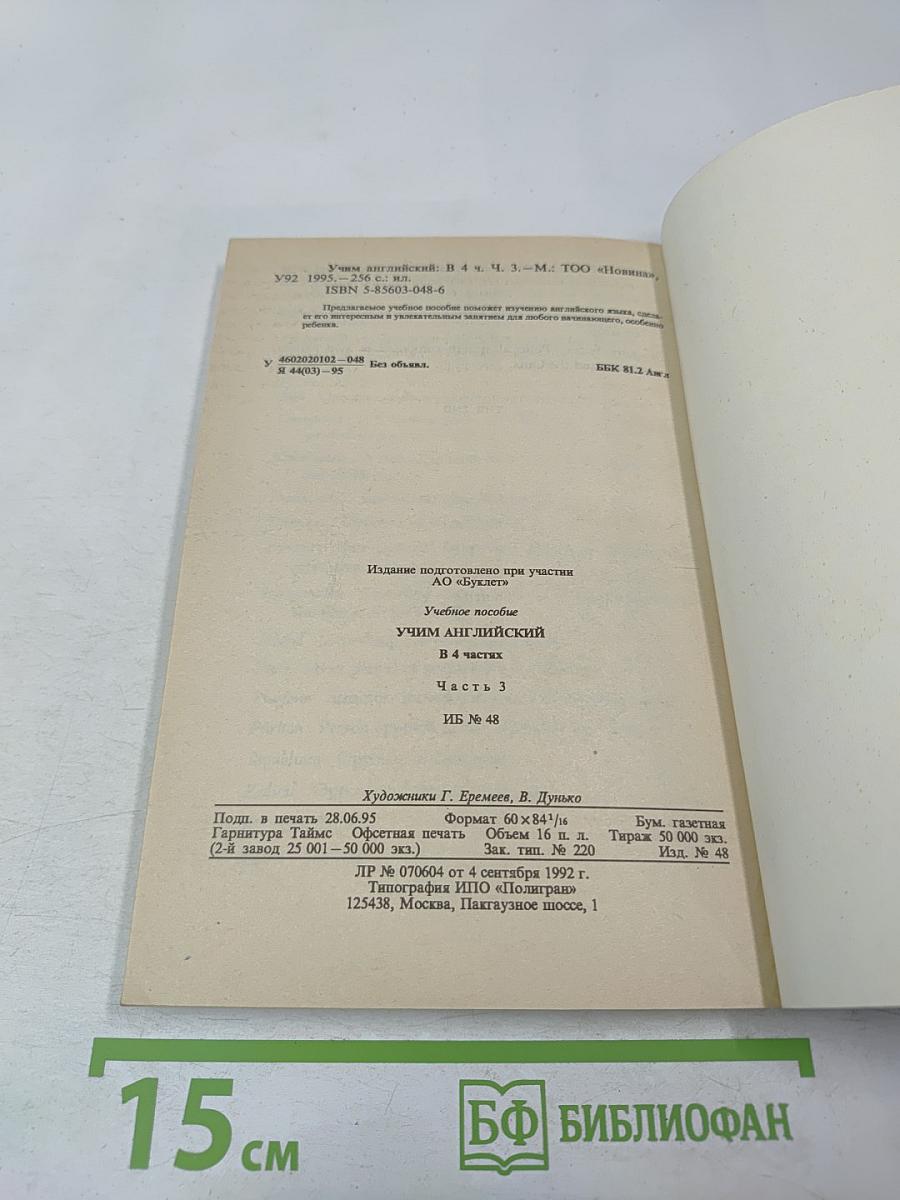 Учим английский: В 4 ч. Ч. 3.—М.: ТОО «Новина»,
У92 1995.—256 с.: ил.
ISBN 5-85603-048-6
Предлагаемое учебное пособие поможет изучению английского языка, сдела-
ет его интересным и увлекательным занятием для любого начинающего, особенно
ребенка.
У 4602020102—048 Без объявл. ББК 81.2 Англ
Я 44(03)—95
Издание подготовлено при участии
АО «Буклет»
Учебное пособие
УЧИМ АНГЛИЙСКИЙ
В 4 частях
Часть 3
ИБ № 48
Художники Г. Еремеев, В. Дунько
Подп. в печать 28.06.95 Формат 60×84¹/₁₆ Бум. газетная
Гарнитура Таймс Офсетная печать Объем 16 п. л. Тираж 50 000 экз.
(2-й завод 25 001—50 000 экз.) Зак. тип. № 220 Изд. № 48
ЛР № 070604 от 4 сентября 1992 г.
Типография ИПО «Полигран»
125438, Москва, Пакгаузное шоссе, 1
15 см БФ БИБЛИОФАН